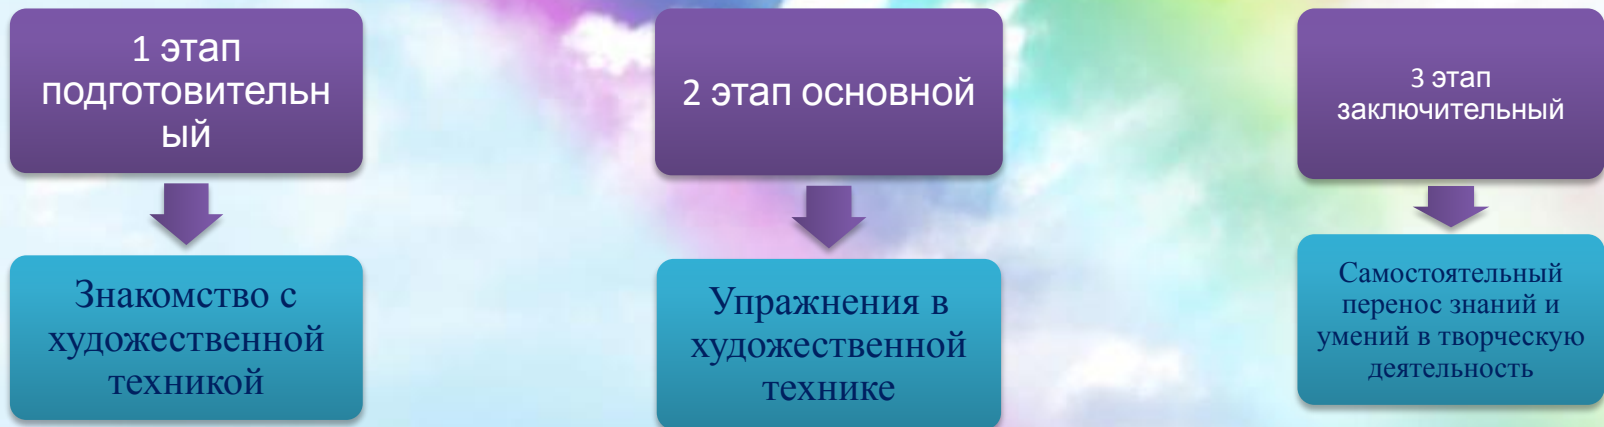 1 этап
подготовительн
ый
2 этап основной
3 этап
заключительный
Знакомство с
художественной
техникой
Упражнения в
художественной
технике
Самостоятельный
перенос знаний и
умений в творческую
деятельность